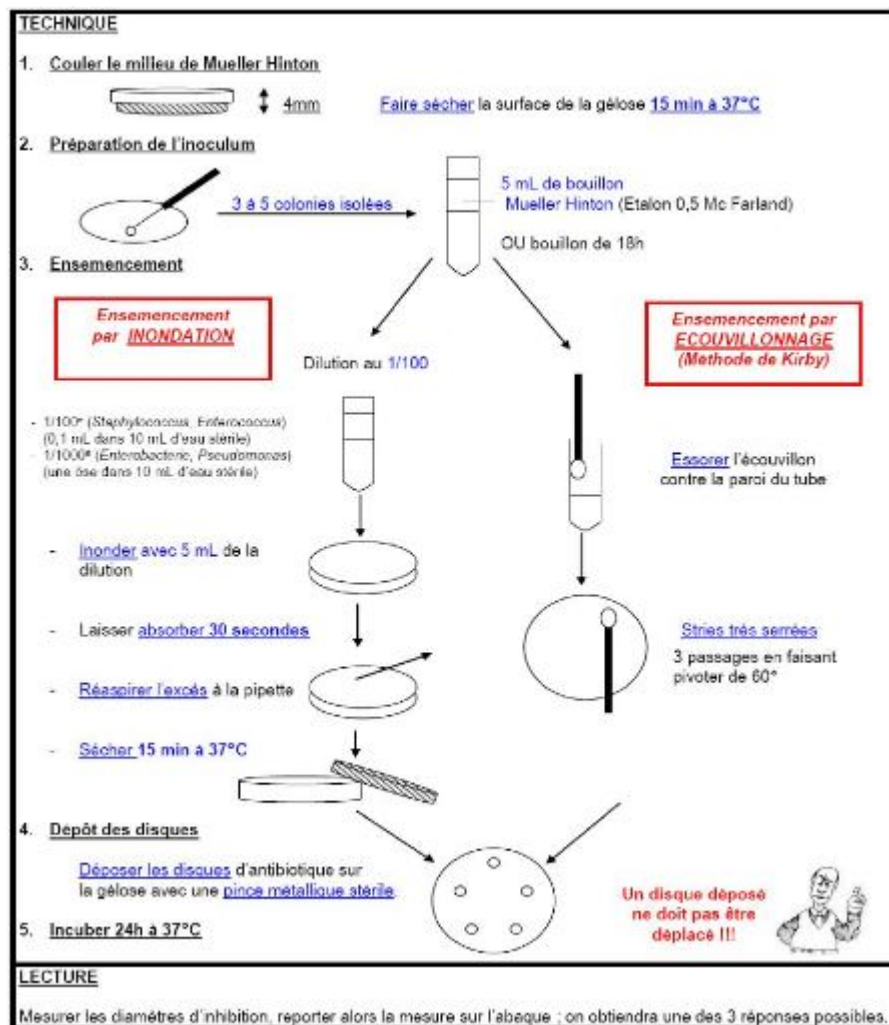 TECHNIQUE
1. Couler le milieu de Mueller Hinton
4mm
Faire sécher la surface de la gélose 15 min à 37°C
2. Préparation de l'inoculum
3 à 5 colonies isolées
5 mL de bouillon
Mueller Hinton (Etalon 0,5 Mc Farland)
OU bouillon de 18h
3. Ensemencement
Ensemencement
par INONDATION
Dilution au 1/100
- 1/100e (Staphylococcus, Enterococcus)
(0,1 mL dans 10 mL d'eau stérile)
- 1/1000e (Enterobacterie, Pseudomonas)
(une öse dans 10 mL d'eau stérile)
- Inonder avec 5 mL de la
dilution
- Laisser absorber 30 secondes
- Réaspirer l'excés à la pipette
- Sécher 15 min à 37°C
Ensemencement par
ECOUVILLONNAGE
(Methode de Kirby)
Essorer l'écouvillon
contre la paroi du tube
Stries trés serrées
3 passages en faisant
pivoter de 60°
4. Dépôt des disques
Déposer les disques d'antibiotique sur
la gélose avec une pince métallique stérile.
Un disque déposé
ne doit pas être
déplacé !!!
5. Incuber 24h à 37°C
LECTURE
Mesurer les diamétres d'inhibition, reporter alors la mesure sur l'abaque ; on obtiendra une des 3 réponses possibles.